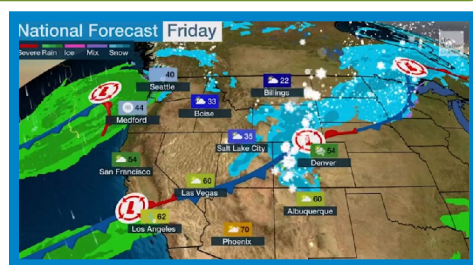 National Forecast Friday
Severe Rain Ice Mix Snow
40
Seattle
22
Billings
33
Boise
44
Medford
35
Salt Lake City
54
Denver
54
San Francisco
60
Las Vegas
60
Albuquerque
62
Los Angeles
70
Phoenix
L
L
L
L